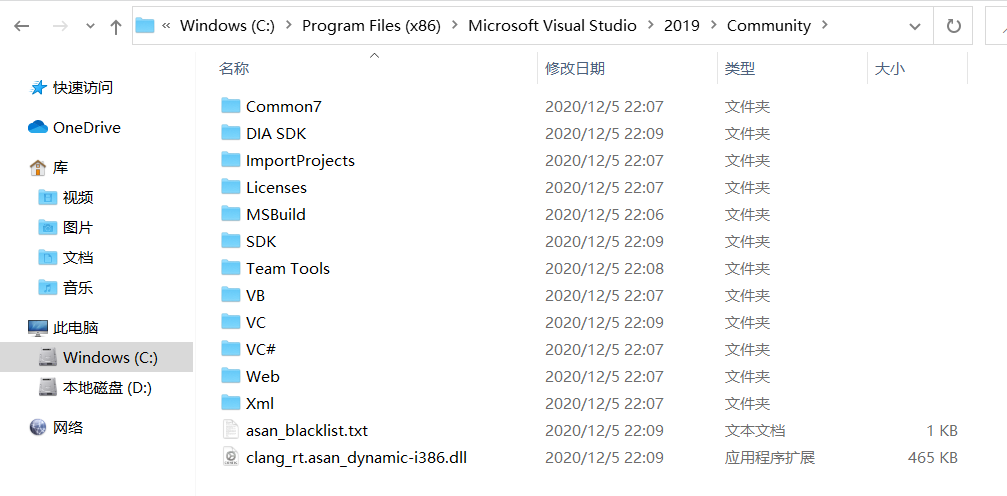 « Windows (C:) > Program Files (x86) > Microsoft Visual Studio > 2019 > Community >
名称 修改日期 类型 大小
快速访问
OneDrive
库
视频
图片
文档
音乐
此电脑
Windows (C:)
本地磁盘 (D:)
网络
Common7 2020/12/5 22:07 文件夹
DIA SDK 2020/12/5 22:09 文件夹
ImportProjects 2020/12/5 22:07 文件夹
Licenses 2020/12/5 22:07 文件夹
MSBuild 2020/12/5 22:06 文件夹
SDK 2020/12/5 22:09 文件夹
Team Tools 2020/12/5 22:08 文件夹
VB 2020/12/5 22:07 文件夹
VC 2020/12/5 22:09 文件夹
VC# 2020/12/5 22:07 文件夹
Web 2020/12/5 22:07 文件夹
Xml 2020/12/5 22:07 文件夹
asan_blacklist.txt 2020/12/5 22:09 文本文档 1 KB
clang_rt.asan_dynamic-i386.dll 2020/12/5 22:09 应用程序扩展 465 KB